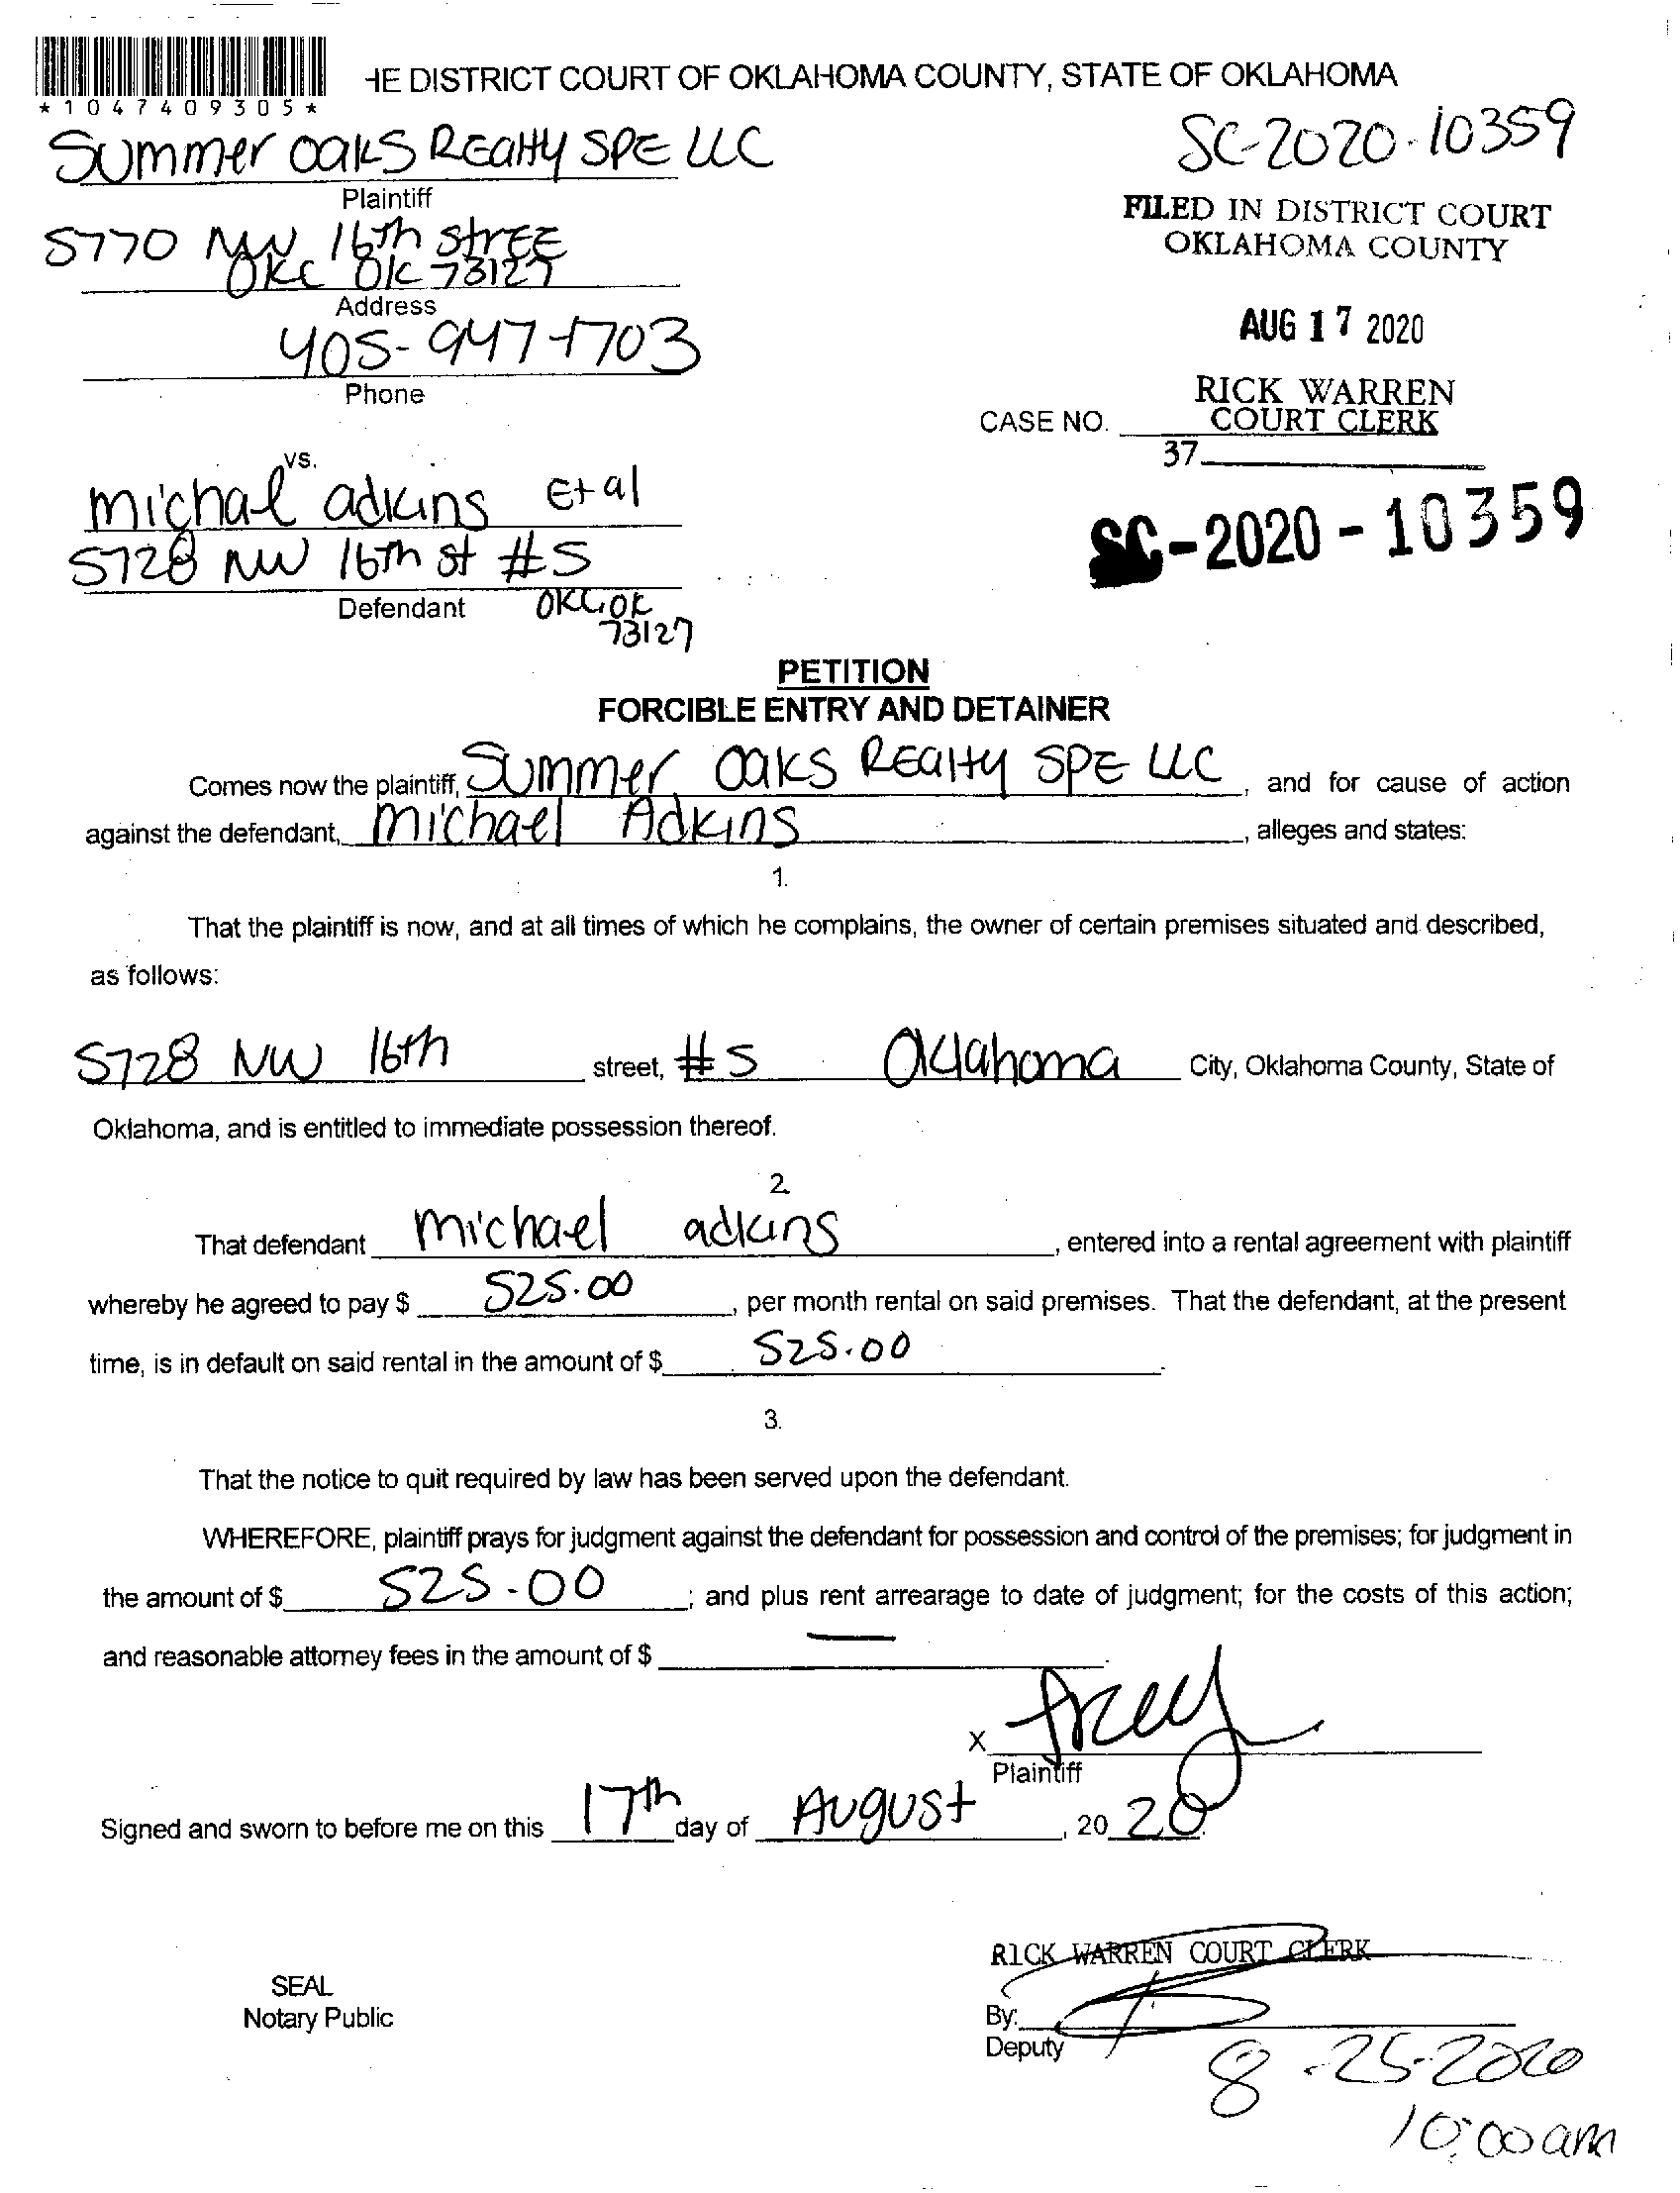 *1047409305*
HE DISTRICT COURT OF OKLAHOMA COUNTY, STATE OF OKLAHOMA
Summer Oaks Realty SPE LLC
SC-2020-10359
Plaintiff
FILED IN DISTRICT COURT
OKLAHOMA COUNTY
5770 NW 16th Stree
OKC OK 73127
Address
AUG 17 2020
405-947-1703
Phone
RICK WARREN
COURT CLERK
CASE NO.
37
vs.
michal adkins et al
SC-2020-10359
5728 NW 16th st #5
Defendant
OKC, OK
73127
PETITION
FORCIBLE ENTRY AND DETAINER
Comes now the plaintiff, Summer Oaks Realty SPE LLC, and for cause of action
against the defendant, michael Adkins, alleges and states:
1.
That the plaintiff is now, and at all times of which he complains, the owner of certain premises situated and described,
as follows:
5728 NW 16th street, #5 Oklahoma City, Oklahoma County, State of
Oklahoma, and is entitled to immediate possession thereof.
2.
That defendant michael adkins, entered into a rental agreement with plaintiff
whereby he agreed to pay $ 525.00, per month rental on said premises. That the defendant, at the present
time, is in default on said rental in the amount of $ 525.00.
3.
That the notice to quit required by law has been served upon the defendant.
WHEREFORE, plaintiff prays for judgment against the defendant for possession and control of the premises; for judgment in
the amount of $ 525.00; and plus rent arrearage to date of judgment; for the costs of this action;
and reasonable attorney fees in the amount of $ —.
X
Plaintiff
Signed and sworn to before me on this 17th day of August, 2020.
RICK WARREN COURT CLERK
SEAL
Notary Public
By:
Deputy
8-25-2020
10:00am